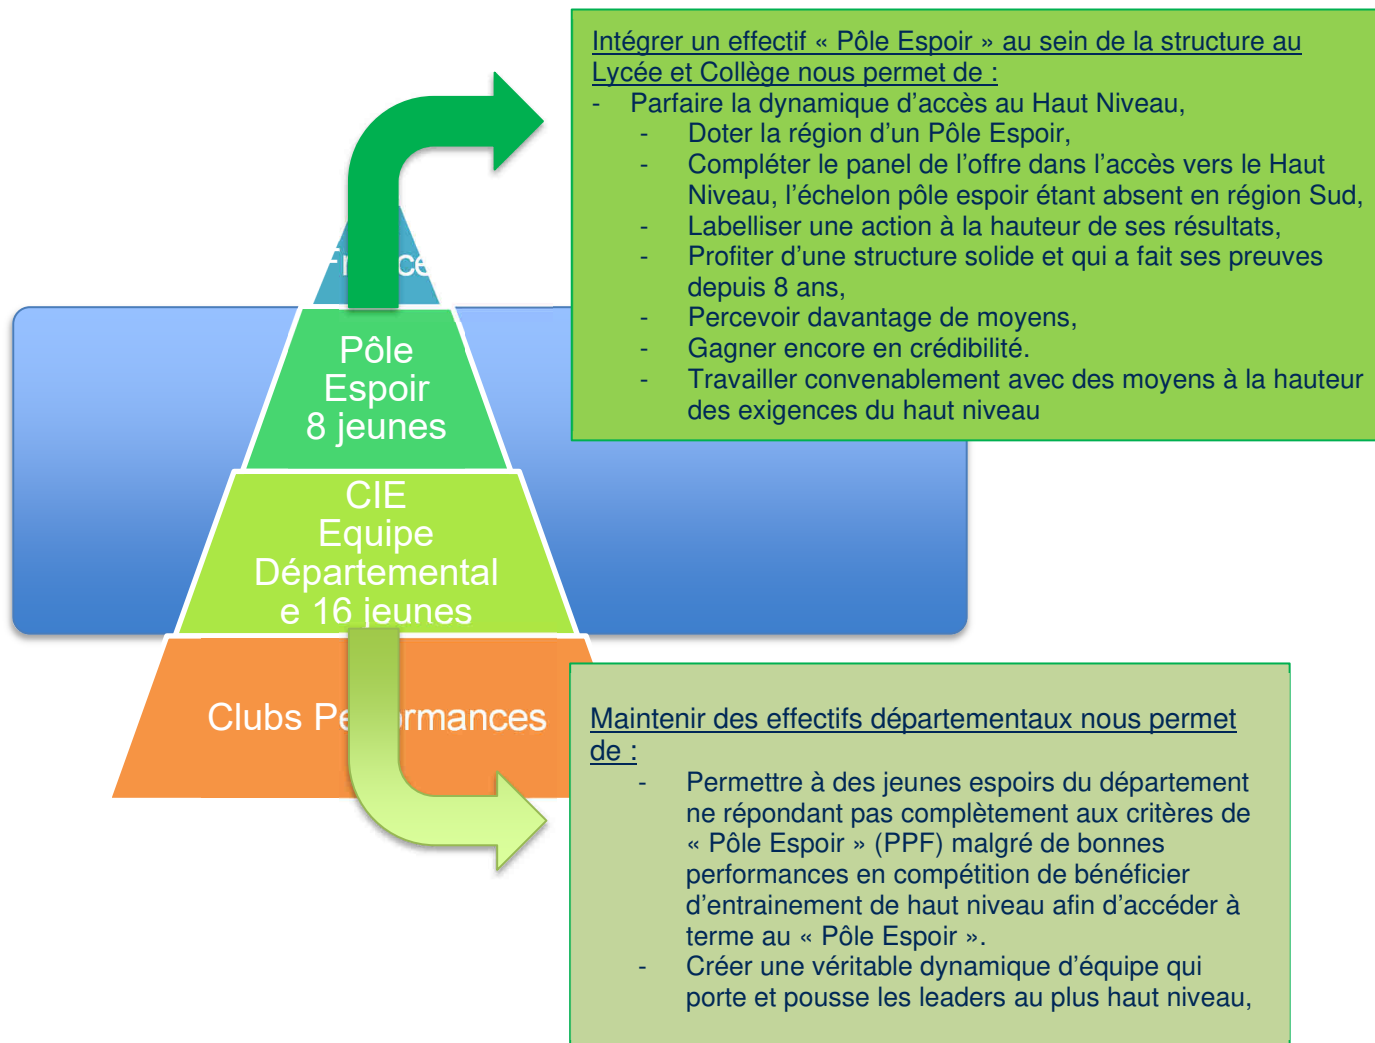 Intégrer un effectif « Pôle Espoir » au sein de la structure au
Lycée et Collège nous permet de :
- Parfaire la dynamique d’accès au Haut Niveau,
- Doter la région d’un Pôle Espoir,
- Compléter le panel de l’offre dans l’accès vers le Haut
Niveau, l’échelon pôle espoir étant absent en région Sud,
- Labelliser une action à la hauteur de ses résultats,
- Profiter d’une structure solide et qui a fait ses preuves
depuis 8 ans,
- Percevoir davantage de moyens,
- Gagner encore en crédibilité.
- Travailler convenablement avec des moyens à la hauteur
des exigences du haut niveau
Pôle
Espoir
8 jeunes
CIE
Equipe
Départemental
e 16 jeunes
Clubs
Maintenir des effectifs départementaux nous permet
de :
- Permettre à des jeunes espoirs du département
ne répondant pas complètement aux critères de
« Pôle Espoir » (PPF) malgré de bonnes
performances en compétition de bénéficier
d’entrainement de haut niveau afin d’accéder à
terme au « Pôle Espoir ».
- Créer une véritable dynamique d’équipe qui
porte et pousse les leaders au plus haut niveau,